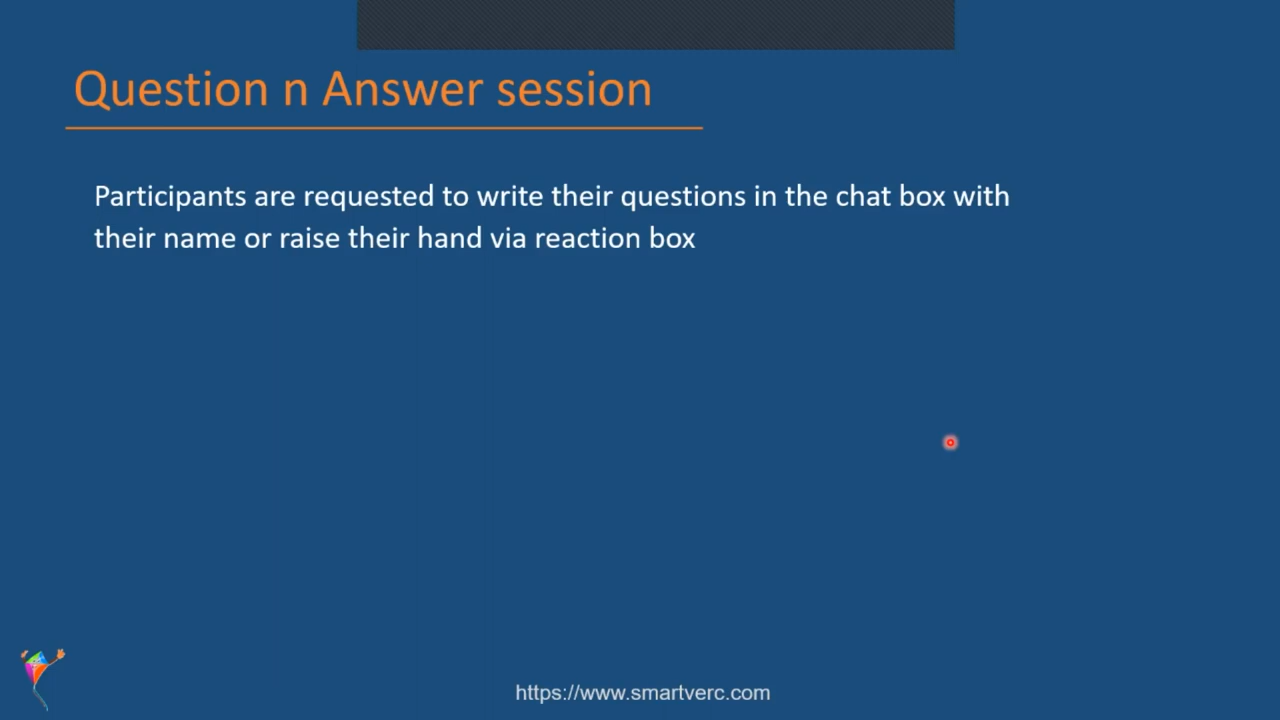 Question n Answer session
Participants are requested to write their questions in the chat box with
their name or raise their hand via reaction box
https://www.smartverc.com